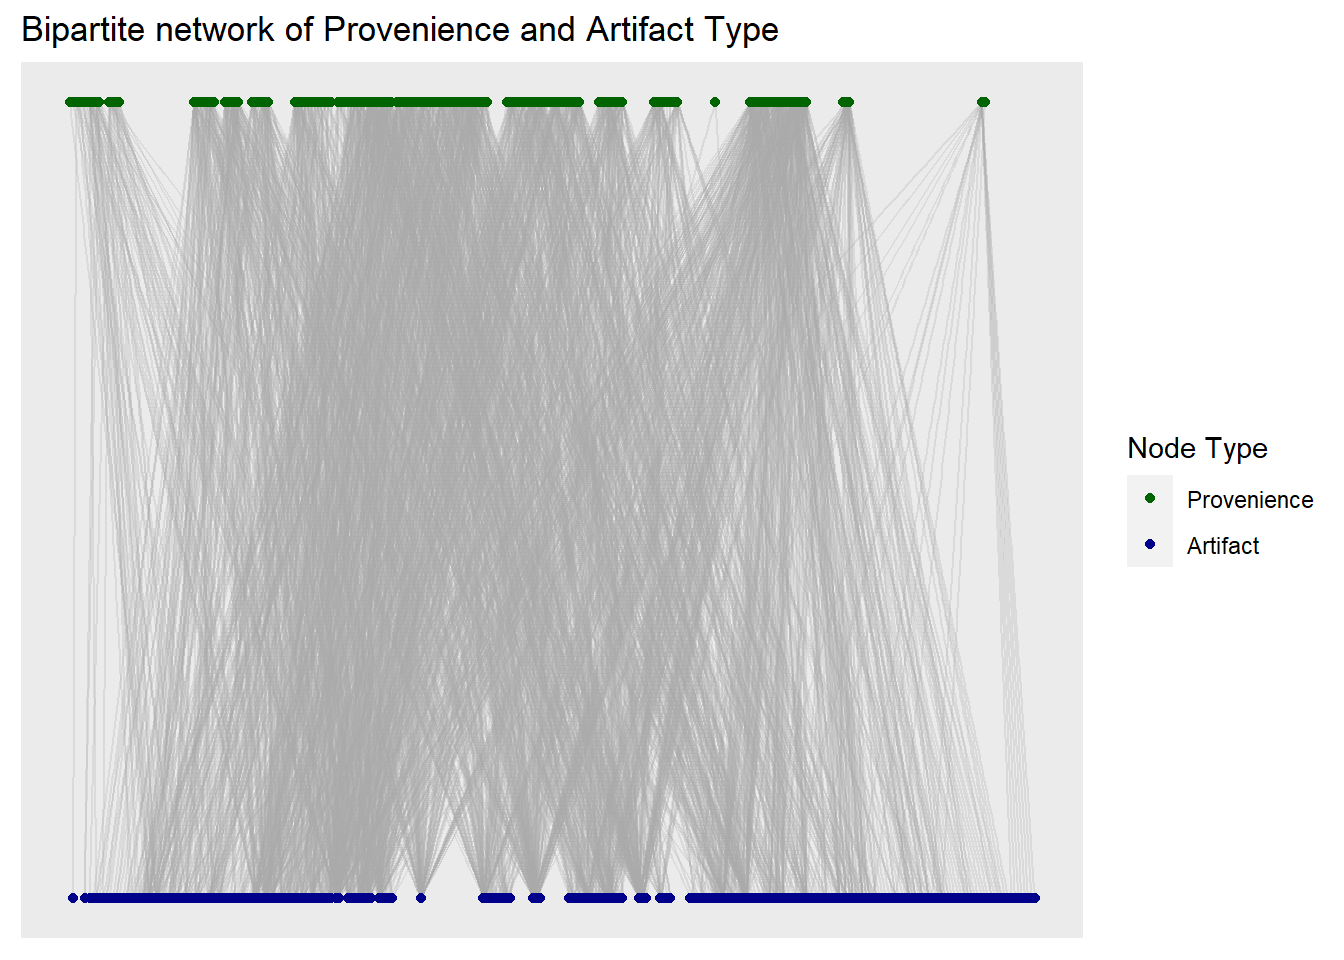 Bipartite network of Provenience and Artifact Type
Node Type
Provenience
Artifact